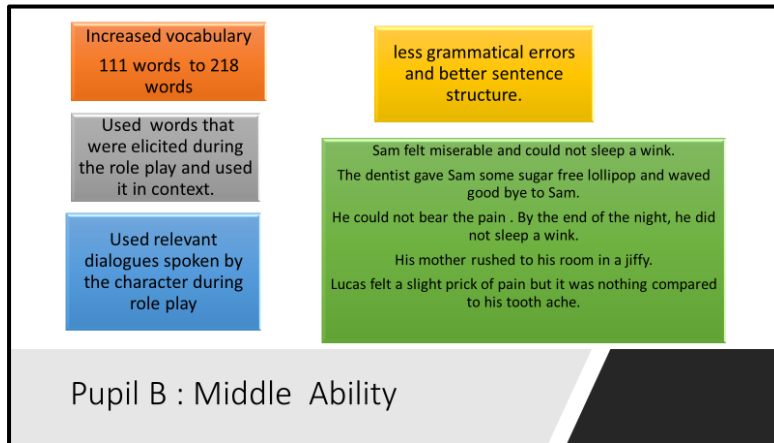 Increased vocabulary
111 words to 218
words
Used words that
were elicited during
the role play and used
it in context.
Used relevant
dialogues spoken by
the character during
role play
less grammatical errors
and better sentence
structure.
Sam felt miserable and could not sleep a wink.
The dentist gave Sam some sugar free lollipop and waved
good bye to Sam.
He could not bear the pain . By the end of the night, he did
not sleep a wink.
His mother rushed to his room in a jiffy.
Lucas felt a slight prick of pain but it was nothing compared
to his tooth ache.
Pupil B : Middle Ability